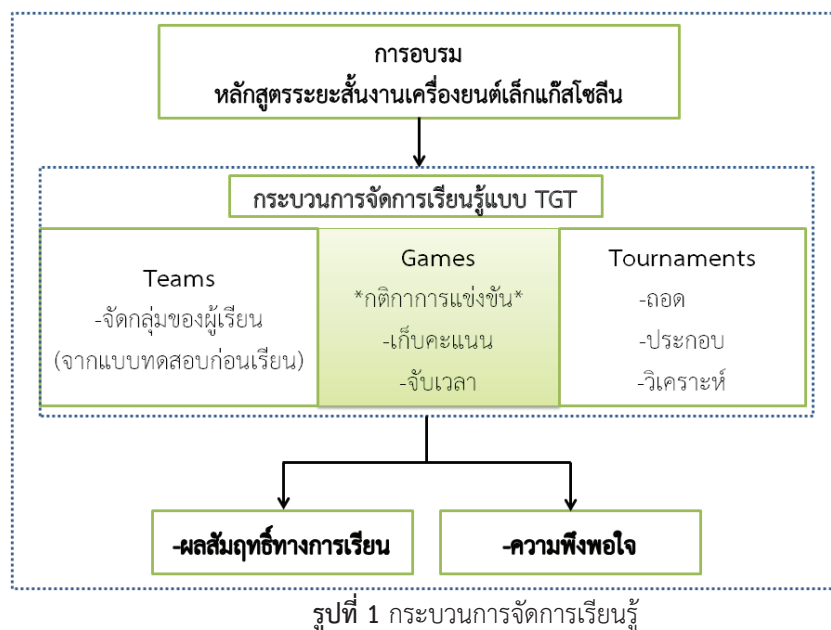 การอบรม
หลักสูตรระยะสั้นงานเครื่องยนต์เล็กแก๊สโซลีน
กระบวนการจัดการเรียนรู้แบบ TGT
Teams
-จัดกลุ่มของผู้เรียน
(จากแบบทดสอบก่อนเรียน)
Games
*กติกาการแข่งขัน*
-เก็บคะแนน
-จับเวลา
Tournaments
-ถอด
-ประกอบ
-วิเคราะห์
-ผลสัมฤทธิ์ทางการเรียน
-ความพึงพอใจ
รูปที่ 1 กระบวนการจัดการเรียนรู้